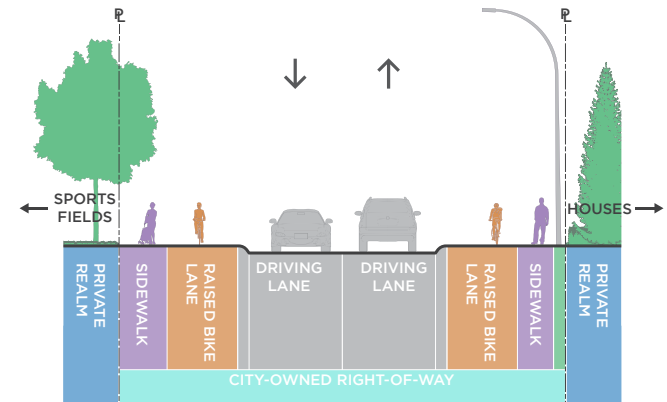 PL
PL
SPORTS
FIELDS
HOUSES
PRIVATE
REALM
SIDEWALK
RAISED BIKE
LANE
DRIVING
LANE
DRIVING
LANE
RAISED BIKE
LANE
SIDEWALK
PRIVATE
REALM
CITY-OWNED RIGHT-OF-WAY